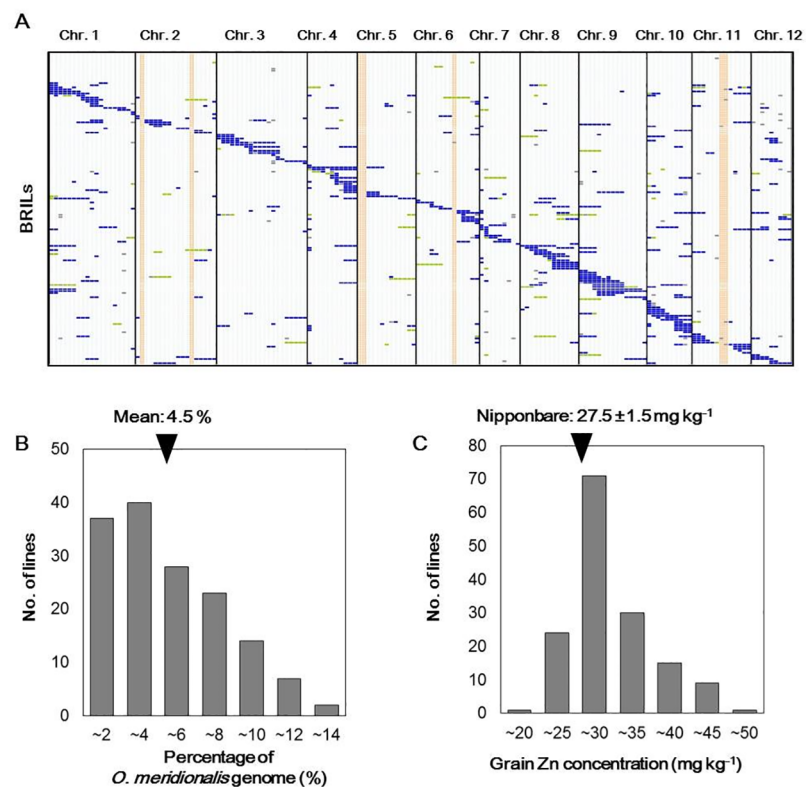 A
Chr. 1 Chr. 2 Chr. 3 Chr. 4 Chr. 5 Chr. 6 Chr. 7 Chr. 8 Chr. 9 Chr. 10 Chr. 11 Chr. 12
BRILs
Mean: 4.5 %
B
50
40
30
20
10
0
No. of lines
~2 ~4 ~6 ~8 ~10 ~12 ~14
Percentage of
O. meridionalis genome (%)
Nipponbare: 27.5 ± 1.5 mg kg⁻¹
C
80
70
60
50
40
30
20
10
0
No. of lines
~20 ~25 ~30 ~35 ~40 ~45 ~50
Grain Zn concentration (mg kg⁻¹)